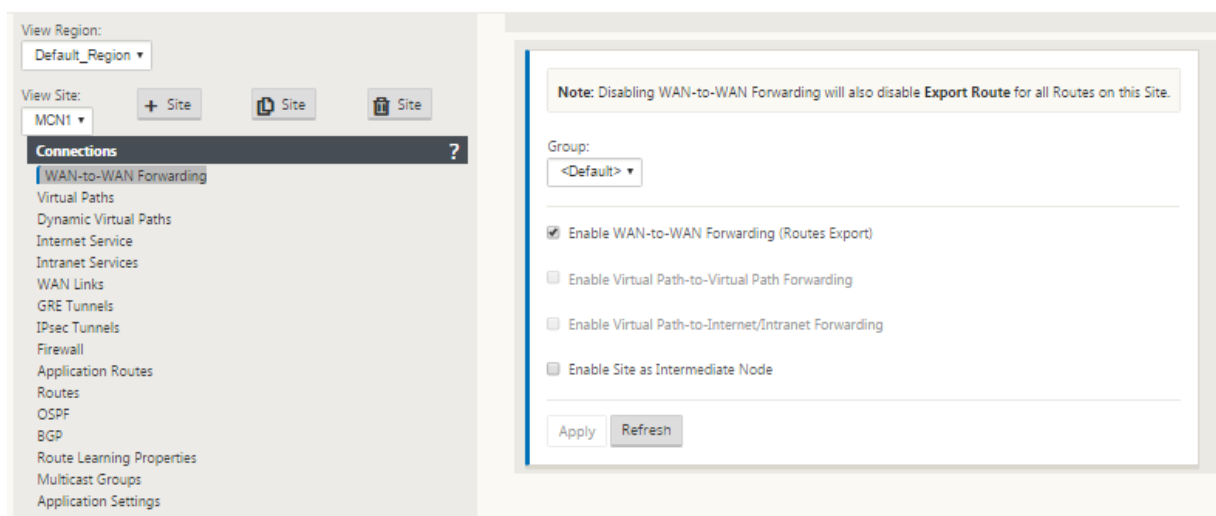 View Region:
Default_Region ▾
View Site:
MCN1 ▾
+ Site
Site
Site
Connections ?
WAN-to-WAN Forwarding
Virtual Paths
Dynamic Virtual Paths
Internet Service
Intranet Services
WAN Links
GRE Tunnels
IPsec Tunnels
Firewall
Application Routes
Routes
OSPF
BGP
Route Learning Properties
Multicast Groups
Application Settings
Note: Disabling WAN-to-WAN Forwarding will also disable Export Route for all Routes on this Site.
Group:
<Default> ▾
Enable WAN-to-WAN Forwarding (Routes Export)
Enable Virtual Path-to-Virtual Path Forwarding
Enable Virtual Path-to-Internet/Intranet Forwarding
Enable Site as Intermediate Node
Apply
Refresh